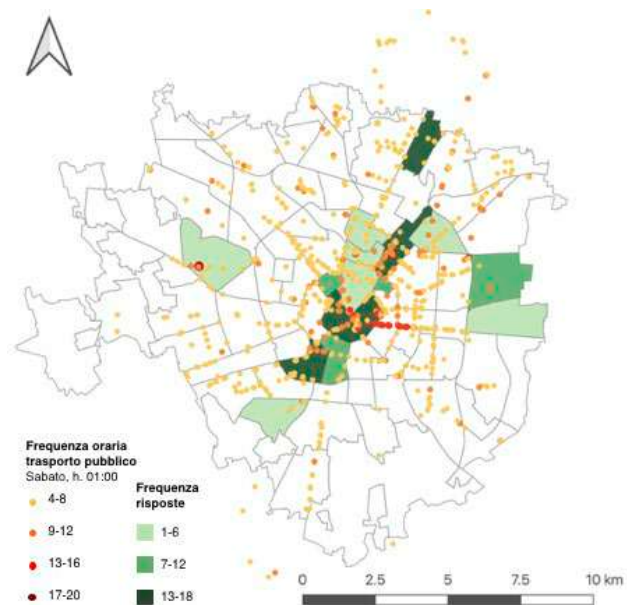 Frequenza oraria
trasporto pubblico
Sabato, h. 01:00
4-8
9-12
13-16
17-20
Frequenza
risposte
1-6
7-12
13-18
0 2.5 5 7.5 10 km